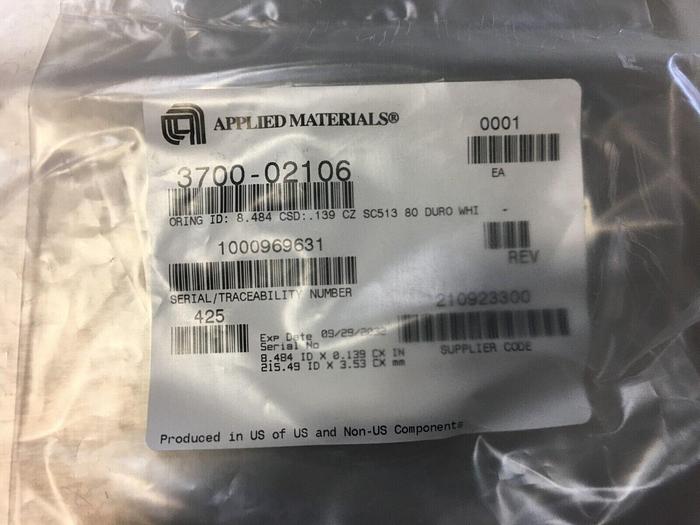 APPLIED MATERIALS®
0001
EA
3700-02106
ORING ID: 8.484 CSD:.139 CZ SC513 80 DURO WHI -
REV
1000969631
SERIAL/TRACEABILITY NUMBER
210923300
SUPPLIER CODE
425
Exp Date 09/29/
Serial No
8.484 ID X 0.139 CX IN
215.49 ID X 3.53 CX mm
Produced in US of US and Non-US Components